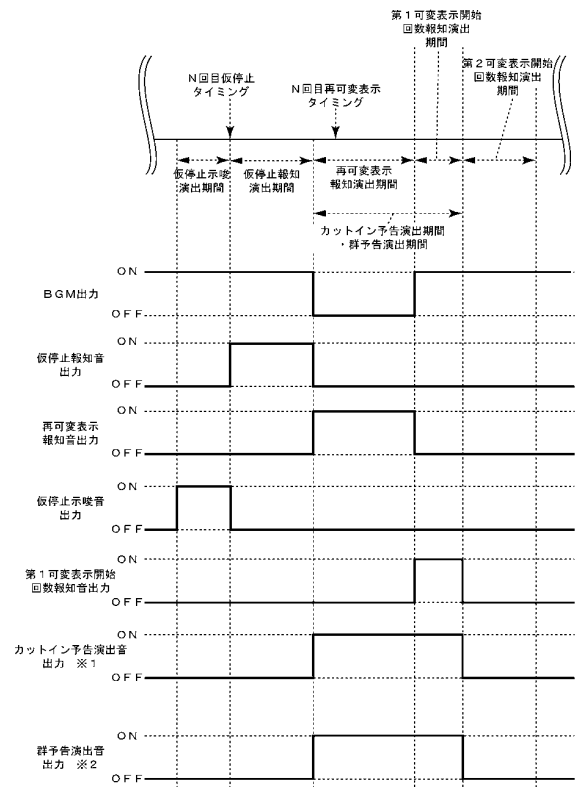 第１可変表示開始
回数報知演出
期間
第２可変表示開始
回数報知演出
期間
Ｎ回目仮停止
タイミング
Ｎ回目再可変表示
タイミング
仮停止示唆
演出期間
仮停止報知
演出期間
再可変表示
報知演出期間
カットイン予告演出期間
・群予告演出期間
ＢＧＭ出力
ＯＮ
ＯＦＦ
仮停止報知音
出力
ＯＮ
ＯＦＦ
再可変表示
報知音出力
ＯＮ
ＯＦＦ
仮停止示唆音
出力
ＯＮ
ＯＦＦ
第１可変表示開始
回数報知音出力
ＯＮ
ＯＦＦ
カットイン予告演出音
出力　※１
ＯＮ
ＯＦＦ
群予告演出音
出力　※２
ＯＮ
ＯＦＦ